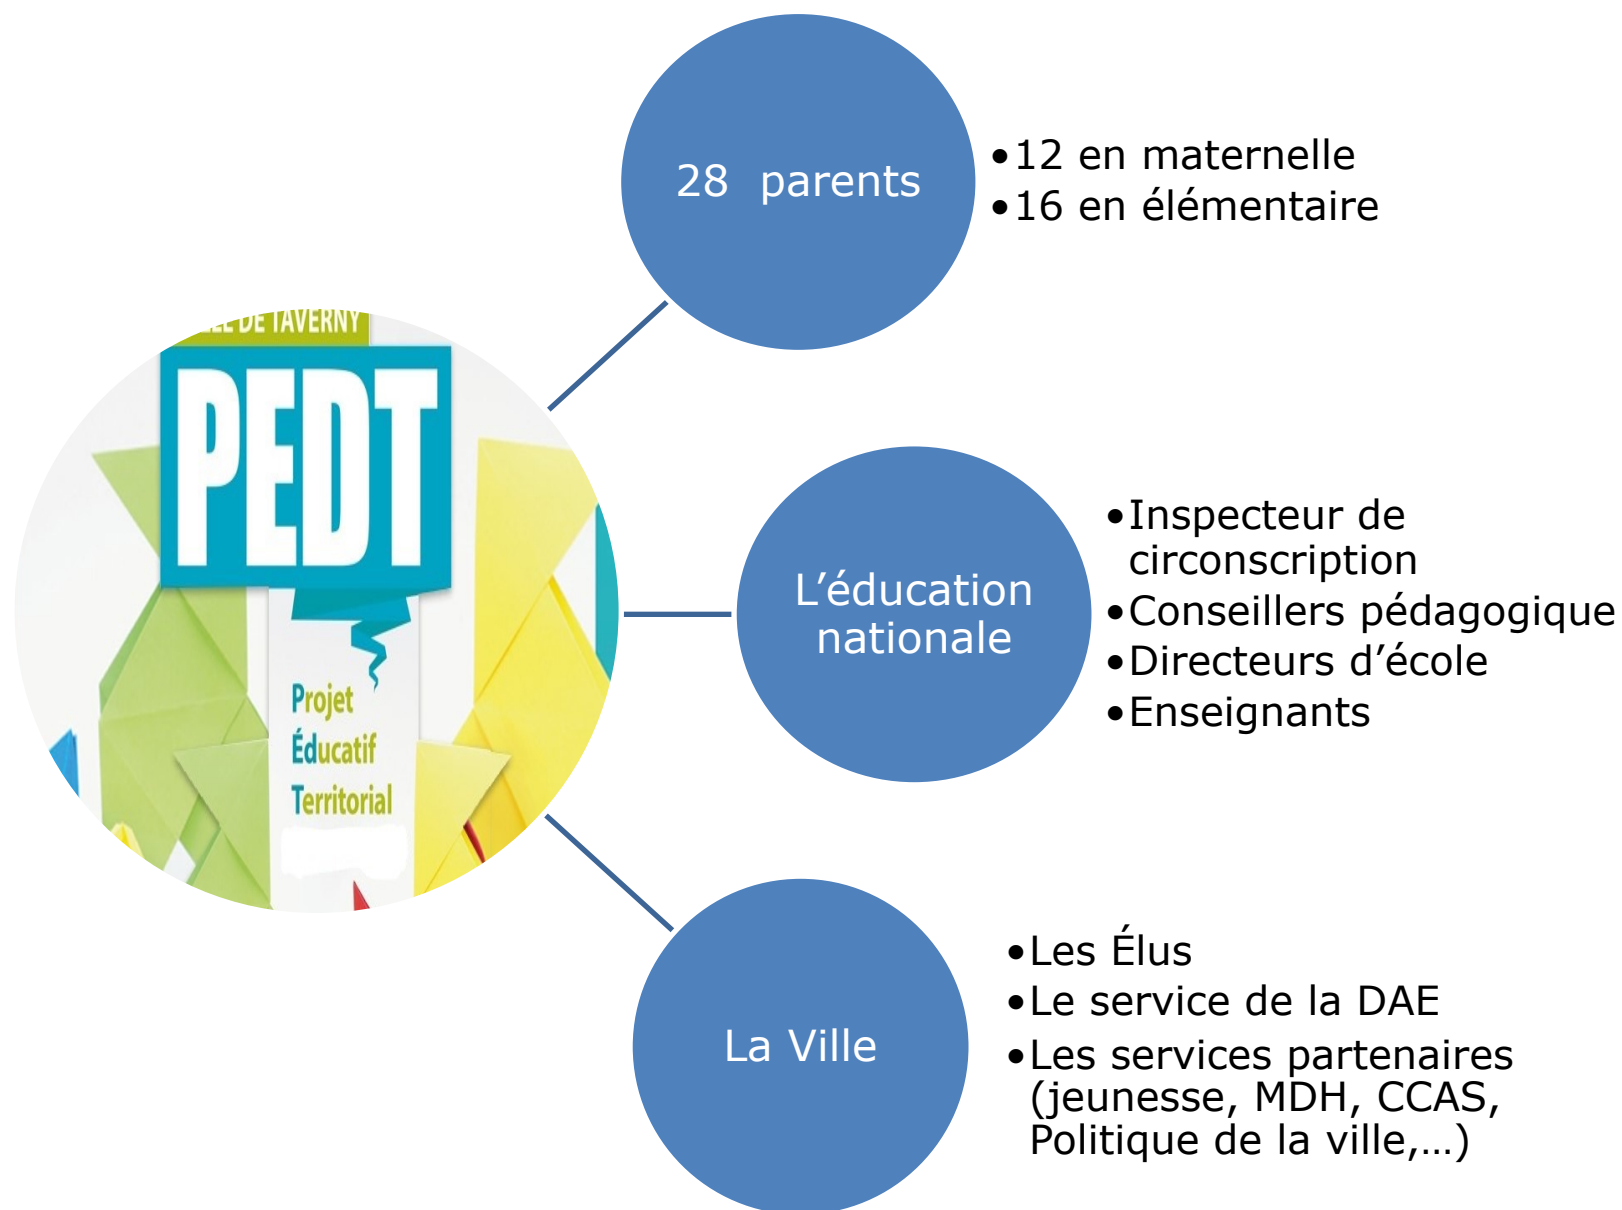 28 parents
•12 en maternelle
•16 en élémentaire
DE TAVERNY
PEDT
Projet
Éducatif
Territorial
L’éducation
nationale
•Inspecteur de
circonscription
•Conseillers pédagogique
•Directeurs d’école
•Enseignants
La Ville
•Les Élus
•Le service de la DAE
•Les services partenaires
(jeunesse, MDH, CCAS,
Politique de la ville,...)